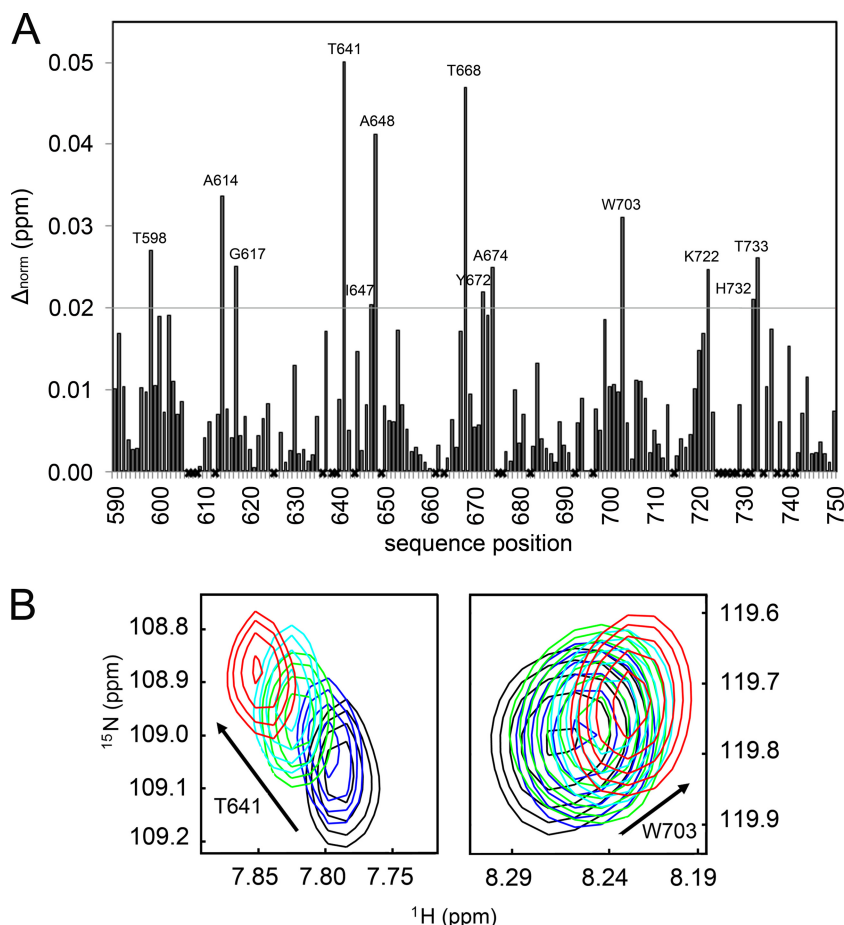 A
Δnorm (ppm)
0.05
0.04
0.03
0.02
0.01
0.00
T598
A614
G617
T641
I647
A648
T668
Y672
A674
W703
K722
H732
T733
590 600 610 620 630 640 650 660 670 680 690 700 710 720 730 740 750
sequence position
B
15N (ppm)
108.8
108.9
109.0
109.1
109.2
T641
7.85 7.80 7.75
119.6
119.7
119.8
119.9
W703
8.29 8.24 8.19
1H (ppm)